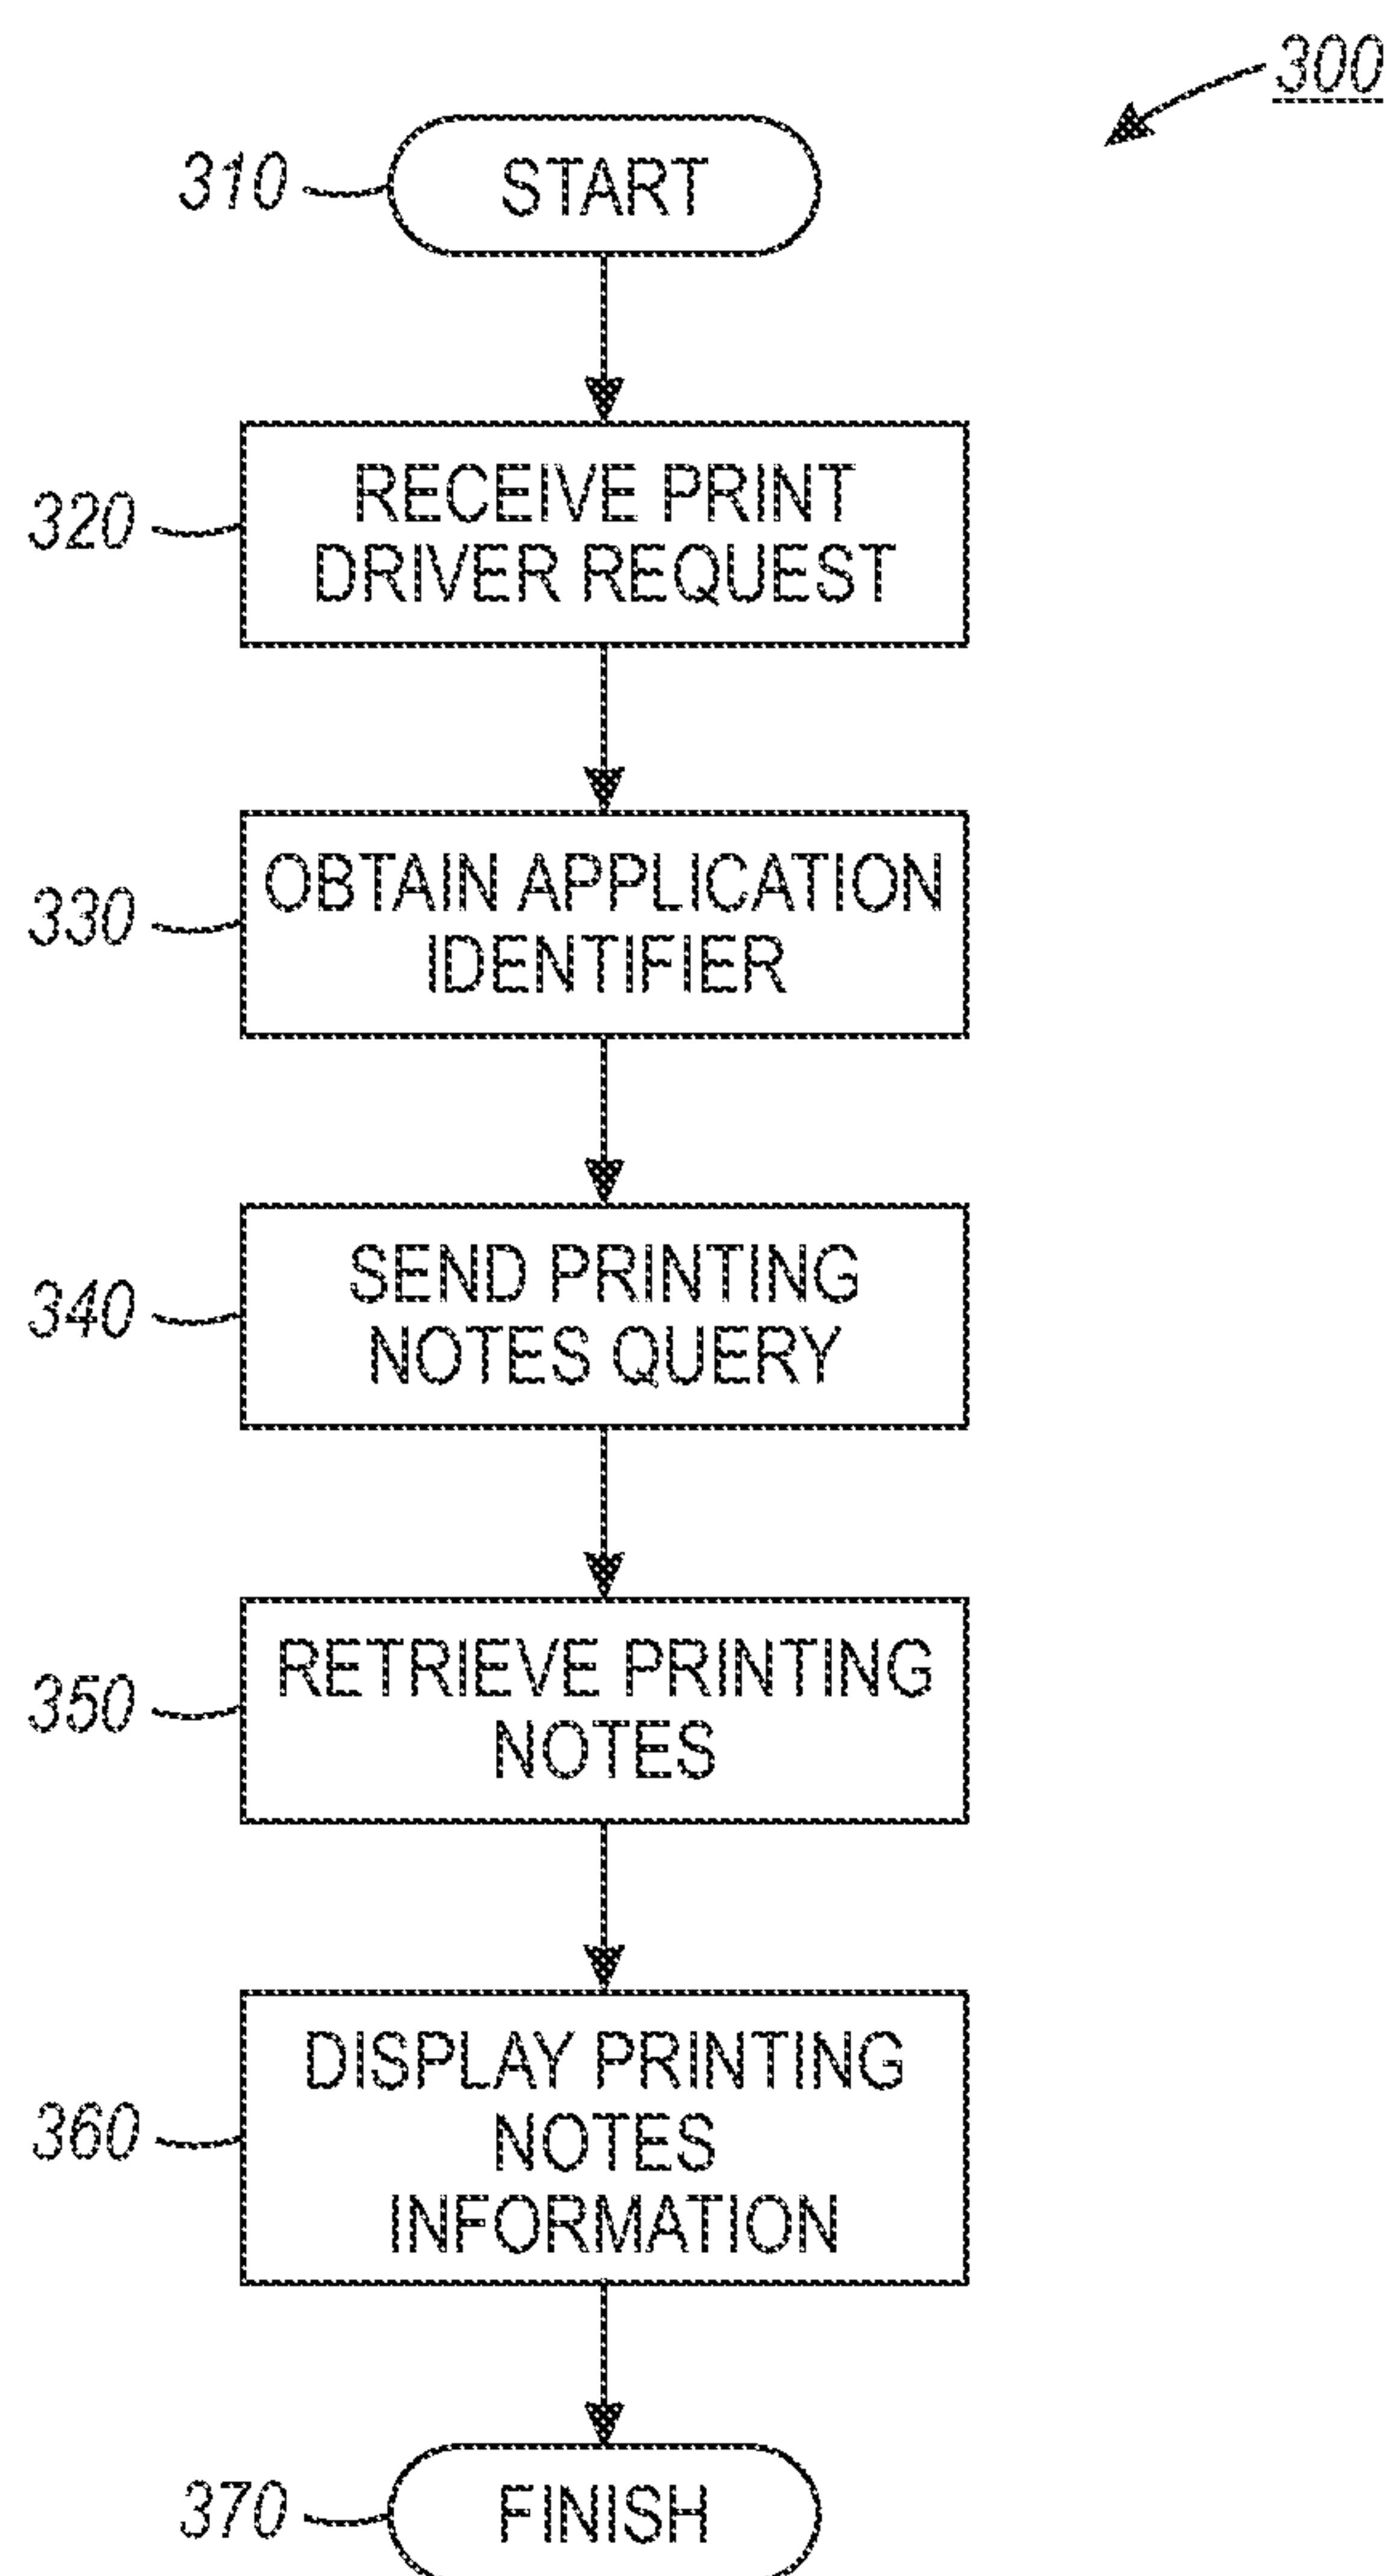 300
310
START
320
RECEIVE PRINT
DRIVER REQUEST
330
OBTAIN APPLICATION
IDENTIFIER
340
SEND PRINTING
NOTES QUERY
350
RETRIEVE PRINTING
NOTES
360
DISPLAY PRINTING
NOTES
INFORMATION
370
FINISH